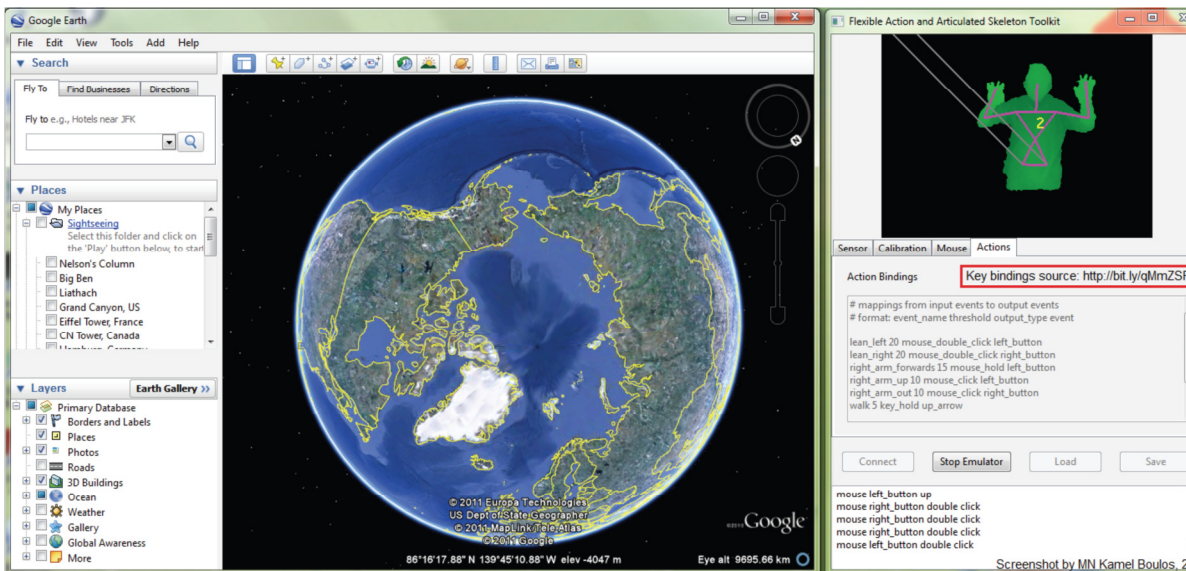 Google Earth
File Edit View Tools Add Help
Search
Fly To Find Businesses Directions
Fly to e.g., Hotels near JFK
Places
My Places
Sightseeing
Select this folder and click on
the 'Play' button below, to start
Nelson's Column
Big Ben
Liathach
Grand Canyon, US
Eiffel Tower, France
CN Tower, Canada
Layers Earth Gallery >>
Primary Database
Borders and Labels
Places
Photos
Roads
3D Buildings
Ocean
Weather
Gallery
Global Awareness
More
N
© 2011 Europa Technologies
US Dept of State Geographer
© 2011 MapLink/Tele Atlas
© 2011 Google
©2010 Google
86°16'17.88" N 139°45'10.88" W elev -4047 m Eye alt 9695.66 km
Flexible Action and Articulated Skeleton Toolkit
2
Sensor Calibration Mouse Actions
Action Bindings Key bindings source: http://bit.ly/qMmZSF
# mappings from input events to output events
# format: event_name threshold output_type event
lean_left 20 mouse_double_click left_button
lean_right 20 mouse_double_click right_button
right_arm_forwards 15 mouse_hold left_button
right_arm_up 10 mouse_click left_button
right_arm_out 10 mouse_click right_button
walk 5 key_hold up_arrow
Connect Stop Emulator Load Save
mouse left_button up
mouse right_button double click
mouse right_button double click
mouse right_button double click
mouse left_button double click
Screenshot by MN Kamel Boulos, 2